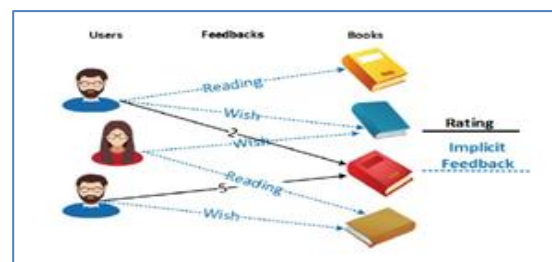 Users Feedbacks Books
Reading
Wish
2
Wish
Rating
Implicit
Feedback
Reading
5
Wish